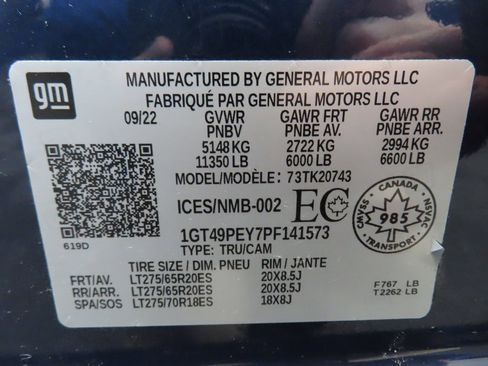 gm
MANUFACTURED BY GENERAL MOTORS LLC
FABRIQUÉ PAR GENERAL MOTORS LLC
09/22 GVWR GAWR FRT GAWR RR
PNBV PNBE AV. PNBE ARR.
5148 KG 2722 KG 2994 KG
11350 LB 6000 LB 6600 LB
MODEL/MODÈLE: 73TK20743
ICES/NMB-002 EC
CANADA
CMVSS 985 NSVAC
TRANSPORT
1GT49PEY7PF141573
619D TYPE: TRU/CAM
TIRE SIZE / DIM. PNEU RIM / JANTE
FRT/AV. LT275/65R20ES 20X8.5J
RR/ARR. LT275/65R20ES 20X8.5J F767 LB
SPA/SOS LT275/70R18ES 18X8J T2262 LB